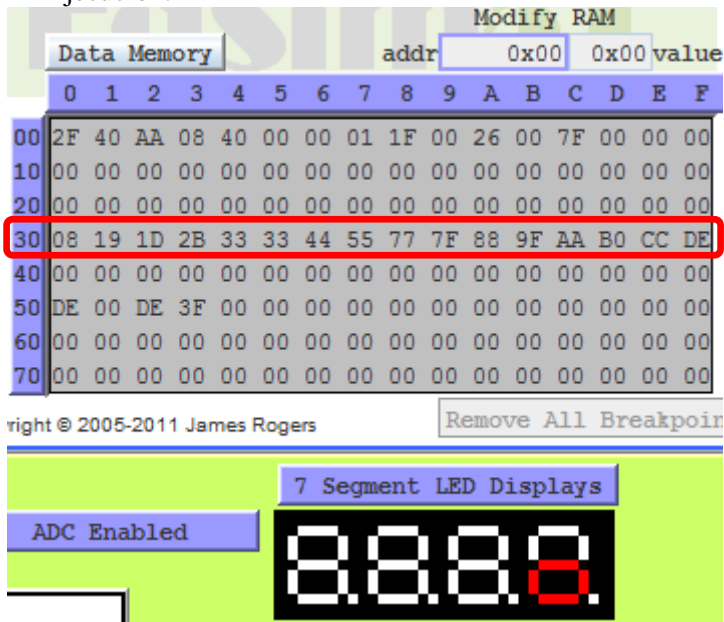 Modify RAM
Data Memory addr 0x00 0x00 value
0 1 2 3 4 5 6 7 8 9 A B C D E F
00 2F 40 AA 08 40 00 00 01 1F 00 26 00 7F 00 00 00
10 00 00 00 00 00 00 00 00 00 00 00 00 00 00 00 00
20 00 00 00 00 00 00 00 00 00 00 00 00 00 00 00 00
30 08 19 1D 2B 33 33 44 55 77 7F 88 9F AA B0 CC DE
40 00 00 00 00 00 00 00 00 00 00 00 00 00 00 00 00
50 DE 00 DE 3F 00 00 00 00 00 00 00 00 00 00 00 00
60 00 00 00 00 00 00 00 00 00 00 00 00 00 00 00 00
70 00 00 00 00 00 00 00 00 00 00 00 00 00 00 00 00
right © 2005-2011 James Rogers
Remove All Breakpoin
7 Segment LED Displays
ADC Enabled
8.8.8.8.